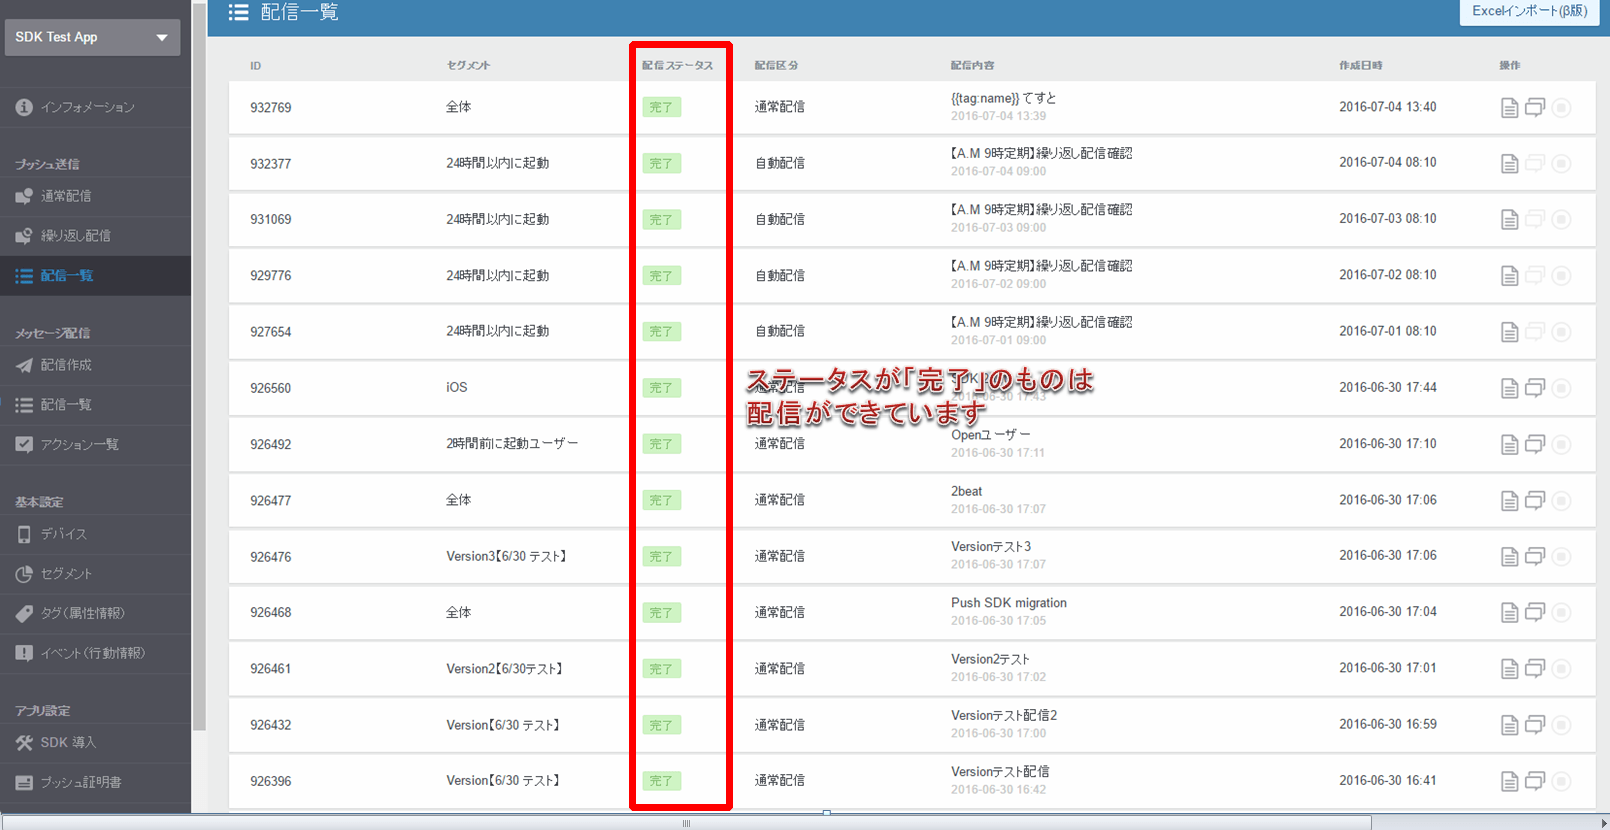 SDK Test App
インフォメーション
プッシュ送信
通常配信
繰り返し配信
配信一覧
メッセージ配信
配信作成
配信一覧
アクション一覧
基本設定
デバイス
セグメント
タグ(属性情報)
イベント(行動情報)
アプリ設定
SDK 導入
プッシュ証明書
配信一覧
Excelインポート(β版)
ID セグメント 配信ステータス 配信区分 配信内容 作成日時 操作
932769 全体 完了 通常配信 {{tag:name}} てすと 2016-07-04 13:40
2016-07-04 13:39
932377 24時間以内に起動 完了 自動配信 【A.M 9時定期】繰り返し配信確認 2016-07-04 08:10
2016-07-04 09:00
931069 24時間以内に起動 完了 自動配信 【A.M 9時定期】繰り返し配信確認 2016-07-03 08:10
2016-07-03 09:00
929776 24時間以内に起動 完了 自動配信 【A.M 9時定期】繰り返し配信確認 2016-07-02 08:10
2016-07-02 09:00
927654 24時間以内に起動 完了 自動配信 【A.M 9時定期】繰り返し配信確認 2016-07-01 08:10
2016-07-01 09:00
ステータスが「完了」のものは
配信ができています
926560 iOS 完了 通常配信 SDK 2016-06-30 17:44
2016-06-30 17:43
926492 2時間前に起動ユーザー 完了 通常配信 Openユーザー 2016-06-30 17:10
2016-06-30 17:11
926477 全体 完了 通常配信 2beat 2016-06-30 17:06
2016-06-30 17:07
926476 Version3【6/30 テスト】 完了 通常配信 Versionテスト3 2016-06-30 17:06
2016-06-30 17:07
926468 全体 完了 通常配信 Push SDK migration 2016-06-30 17:04
2016-06-30 17:05
926461 Version2【6/30テスト】 完了 通常配信 Version2テスト 2016-06-30 17:01
2016-06-30 17:02
926432 Version【6/30 テスト】 完了 通常配信 Versionテスト配信2 2016-06-30 16:59
2016-06-30 17:00
926396 Version【6/30 テスト】 完了 通常配信 Versionテスト配信 2016-06-30 16:41
2016-06-30 16:42